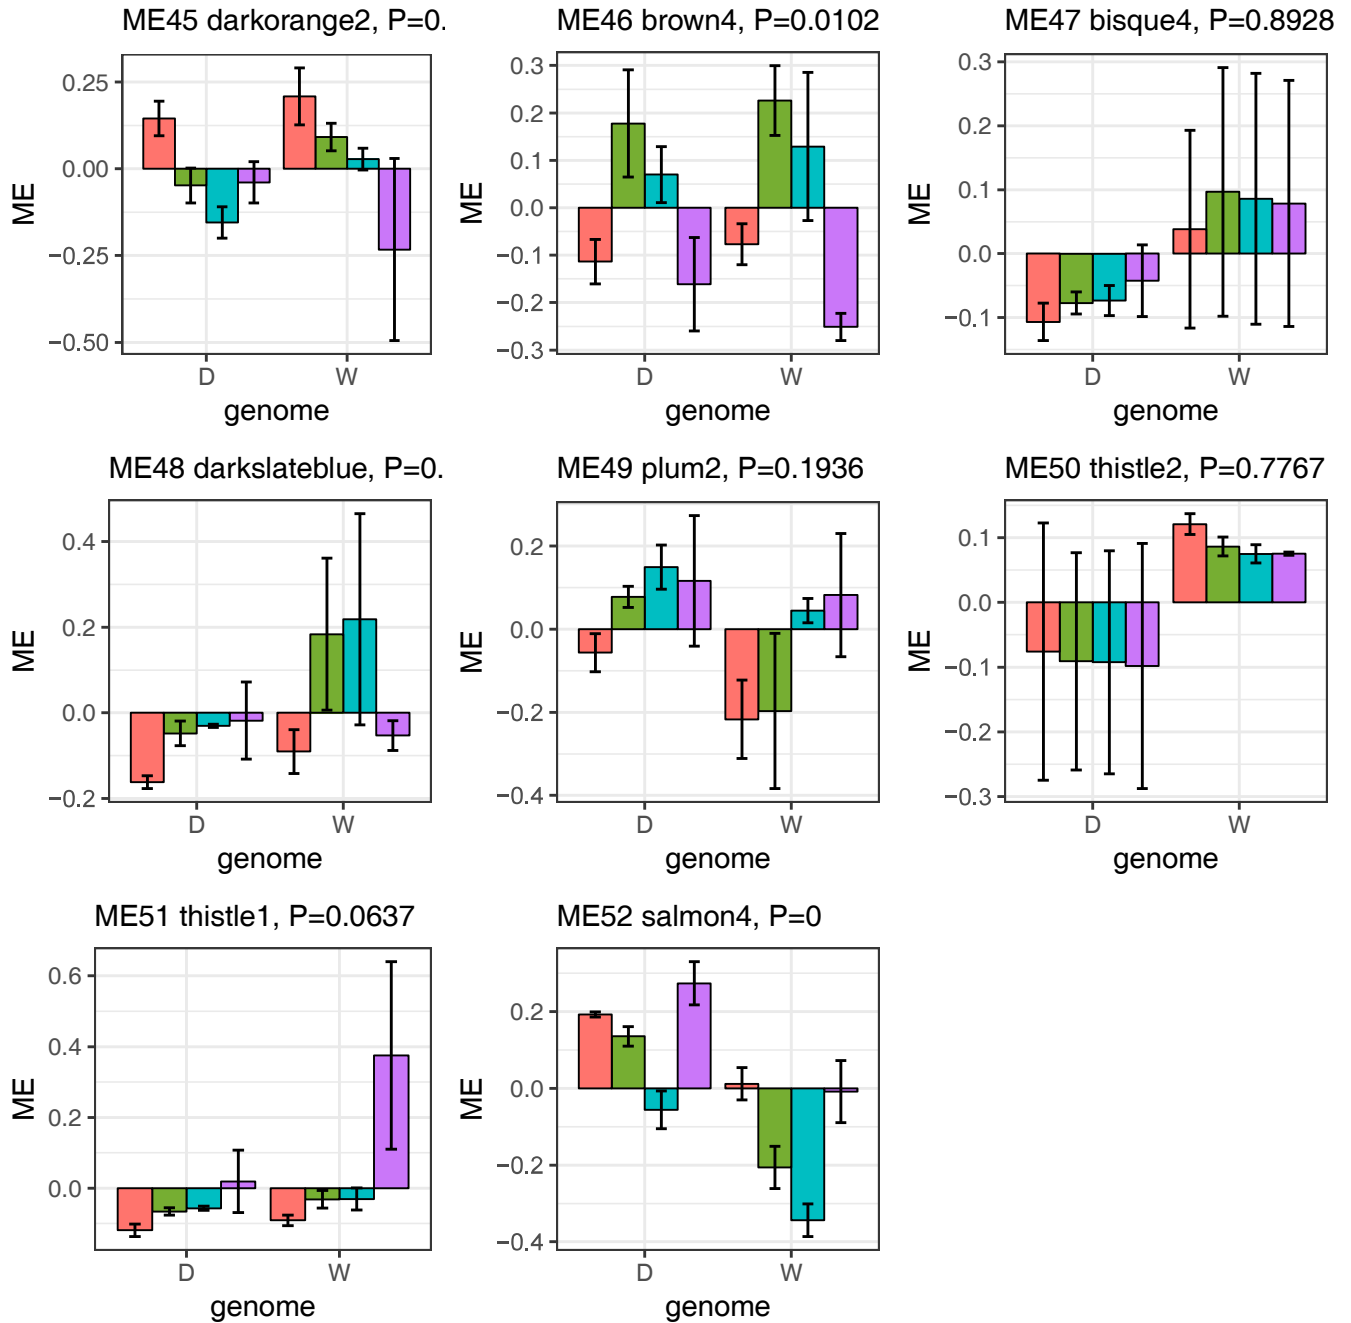 ME45 darkorange2, P=0.
ME
0.25
0.00
−0.25
−0.50
D
W
genome
ME46 brown4, P=0.0102
ME
0.3
0.2
0.1
0.0
−0.1
−0.2
−0.3
D
W
genome
ME47 bisque4, P=0.8928
ME
0.3
0.2
0.1
0.0
−0.1
D
W
genome
ME48 darkslateblue, P=0.
ME
0.4
0.2
0.0
−0.2
D
W
genome
ME49 plum2, P=0.1936
ME
0.2
0.0
−0.2
−0.4
D
W
genome
ME50 thistle2, P=0.7767
ME
0.1
0.0
−0.1
−0.2
−0.3
D
W
genome
ME51 thistle1, P=0.0637
ME
0.6
0.4
0.2
0.0
D
W
genome
ME52 salmon4, P=0
ME
0.2
0.0
−0.2
−0.4
D
W
genome